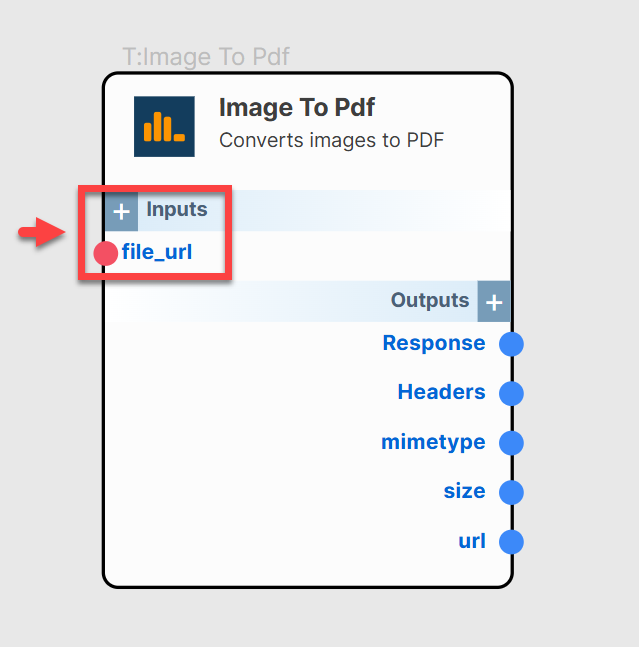 T:Image To Pdf
Image To Pdf
Converts images to PDF
+ Inputs
file_url
Outputs +
Response
Headers
mimetype
size
url